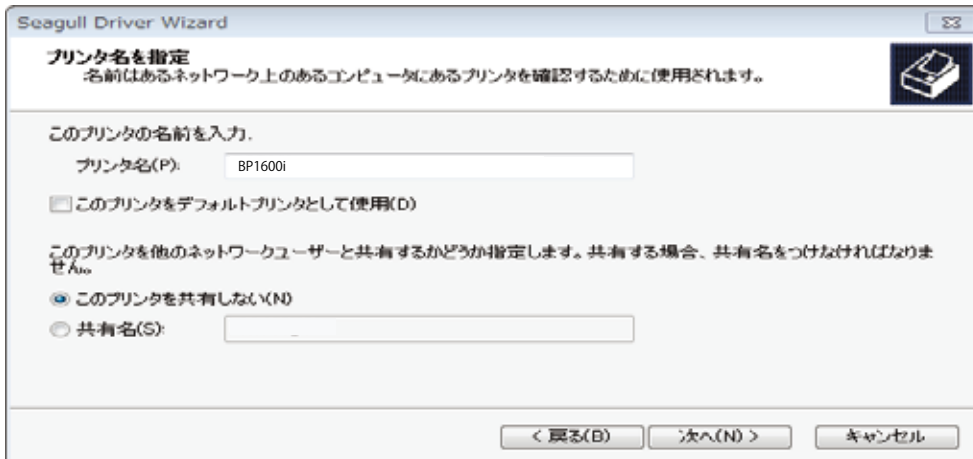 Seagull Driver Wizard
プリンタ名を指定
名前はあるネットワーク上のあるコンピュータにあるプリンタを確認するために使用されます。
このプリンタの名前を入力.
プリンタ名(P): BP1600i
このプリンタをデフォルトプリンタとして使用(D)
このプリンタを他のネットワークユーザーと共有するかどうか指定します。共有する場合、共有名をつけなければなりま
せん。
このプリンタを共有しない(N)
共有名(S):
< 戻る(B) 次へ(N) > キャンセル